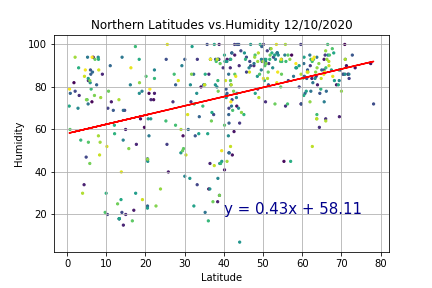 Northern Latitudes vs.Humidity 12/10/2020
100
80
60
40
20
Humidity
y = 0.43x + 58.11
0 10 20 30 40 50 60 70 80
Latitude